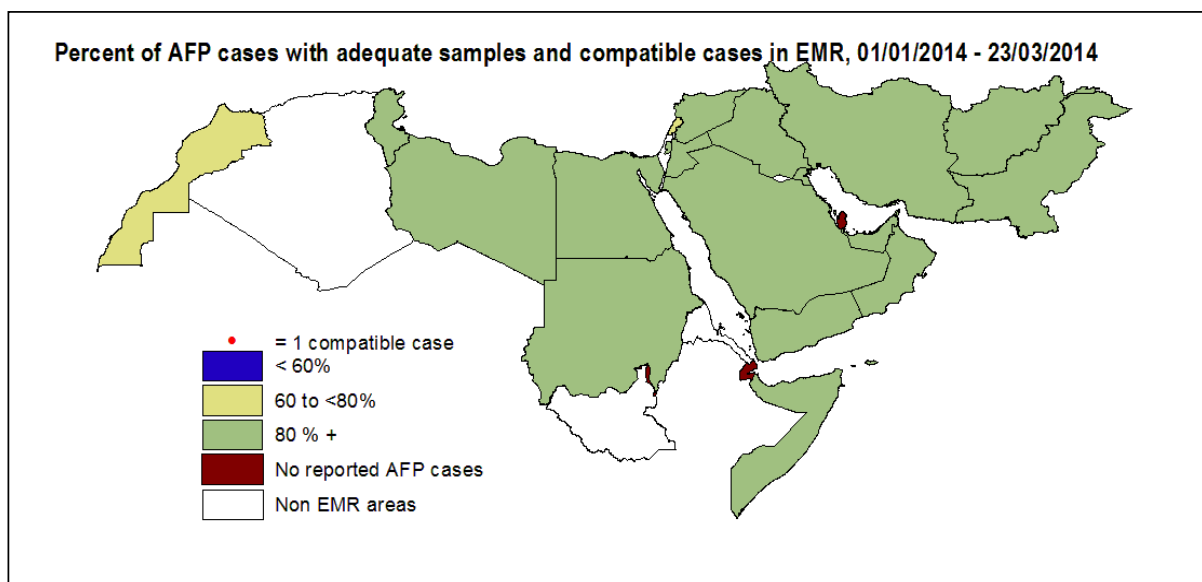 Percent of AFP cases with adequate samples and compatible cases in EMR, 01/01/2014 - 23/03/2014
= 1 compatible case
< 60%
60 to <80%
80 % +
No reported AFP cases
Non EMR areas